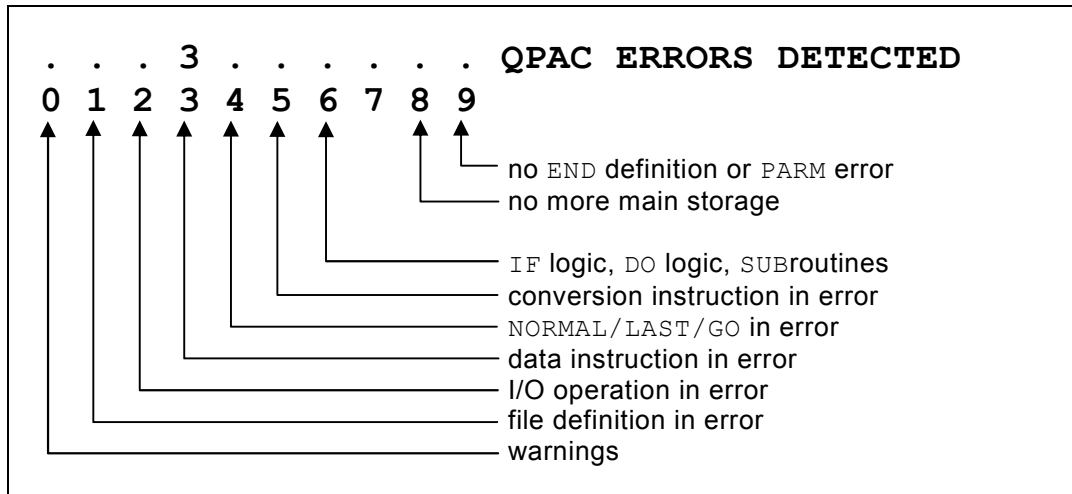 . . . 3 . . . . . . QPAC ERRORS DETECTED
0 1 2 3 4 5 6 7 8 9
no END definition or PARM error
no more main storage
IF logic, DO logic, SUBroutines
conversion instruction in error
NORMAL/LAST/GO in error
data instruction in error
I/O operation in error
file definition in error
warnings